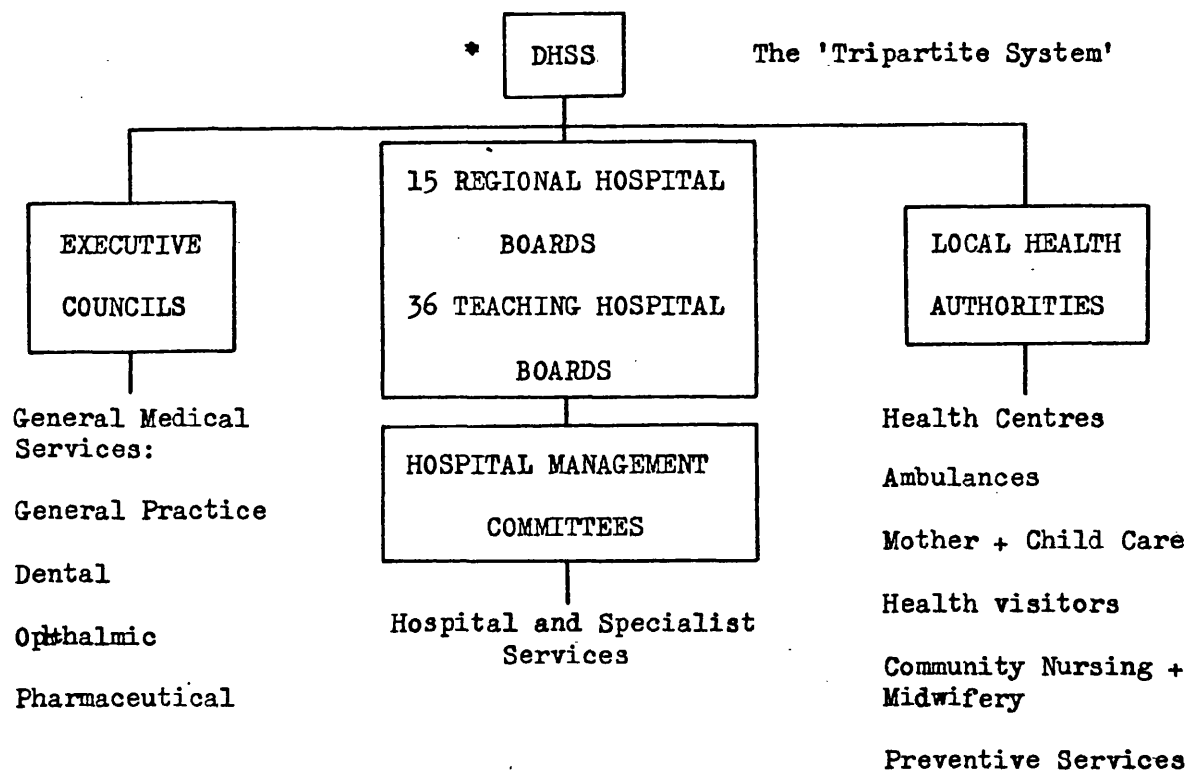 * DHSS
The 'Tripartite System'
EXECUTIVE
COUNCILS
General Medical
Services:
General Practice
Dental
Opthalmic
Pharmaceutical
15 REGIONAL HOSPITAL
BOARDS
36 TEACHING HOSPITAL
BOARDS
HOSPITAL MANAGEMENT
COMMITTEES
Hospital and Specialist
Services
LOCAL HEALTH
AUTHORITIES
Health Centres
Ambulances
Mother + Child Care
Health visitors
Community Nursing +
Midwifery
Preventive Services